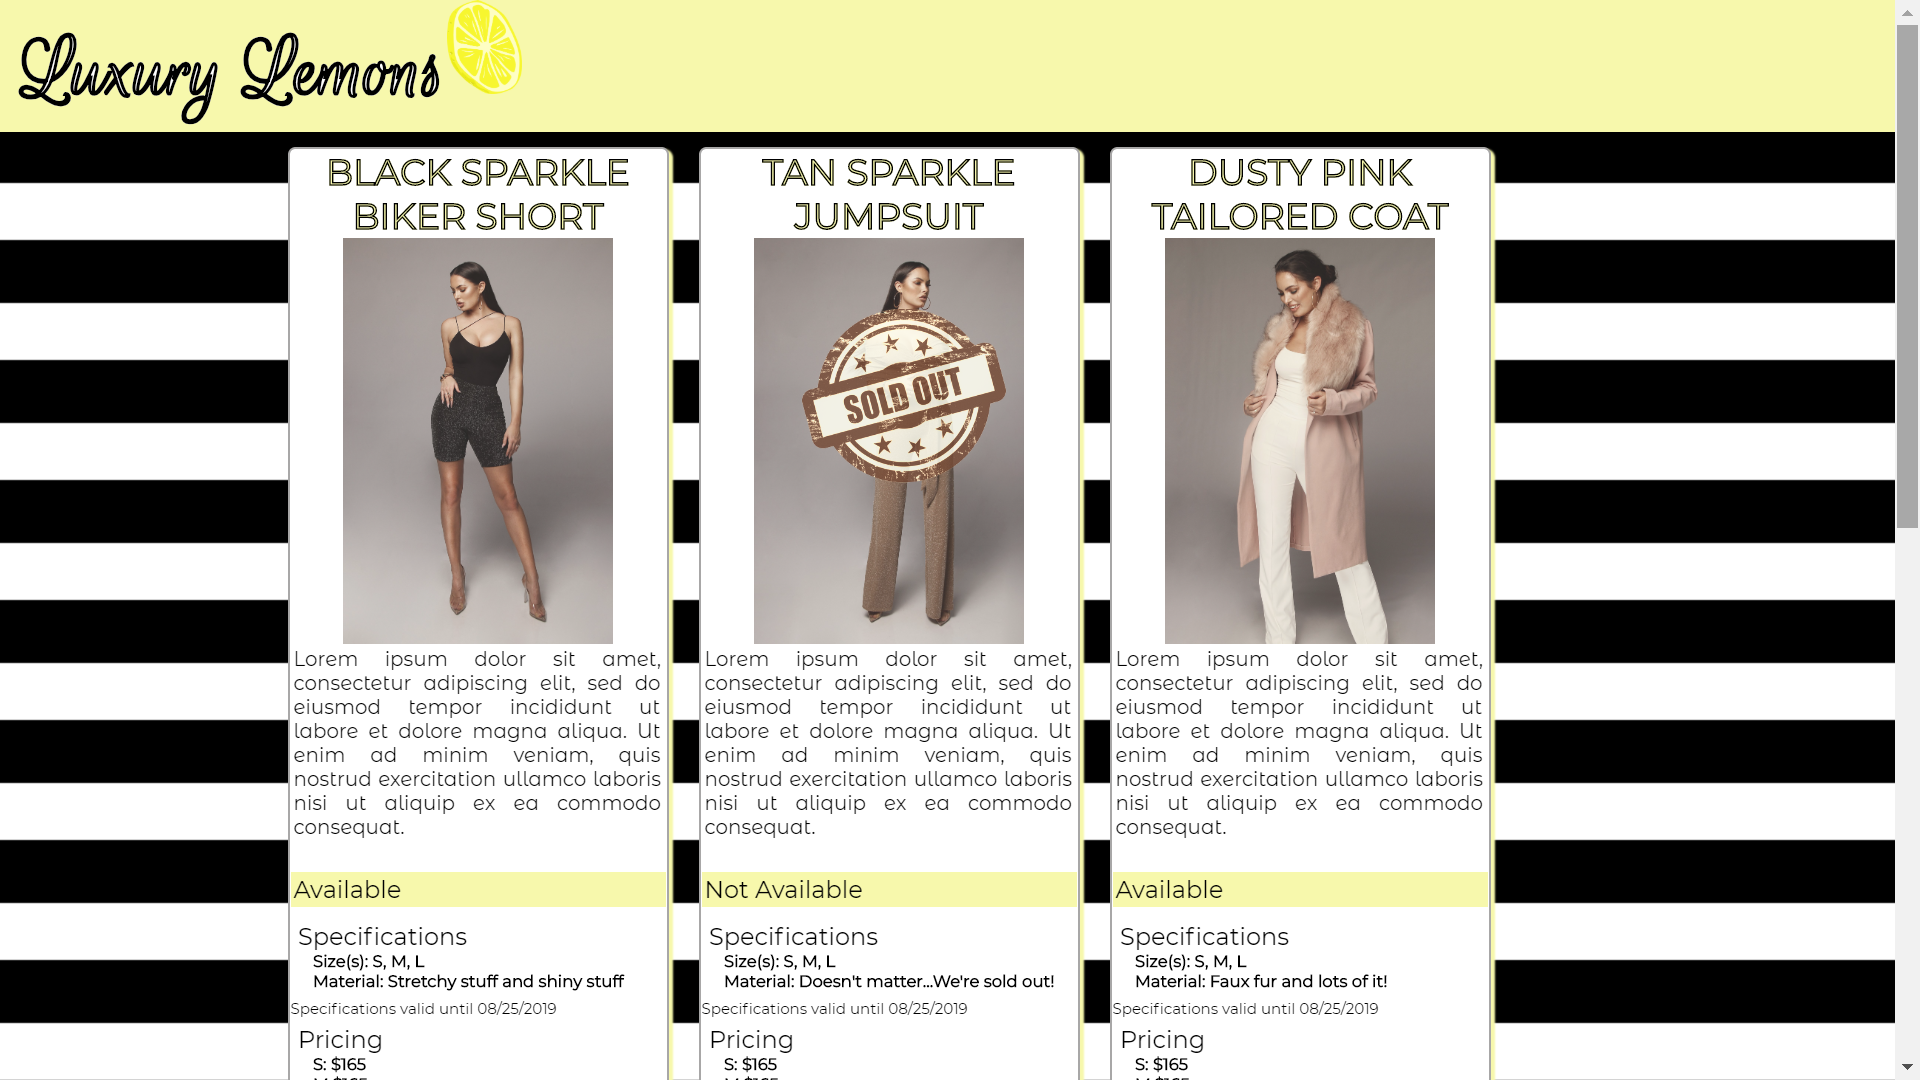 Luxury Lemons
BLACK SPARKLE
BIKER SHORT
Lorem ipsum dolor sit amet,
consectetur adipiscing elit, sed do
eiusmod tempor incididunt ut
labore et dolore magna aliqua. Ut
enim ad minim veniam, quis
nostrud exercitation ullamco laboris
nisi ut aliquip ex ea commodo
consequat.
Available
Specifications
Size(s): S, M, L
Material: Stretchy stuff and shiny stuff
Specifications valid until 08/25/2019
Pricing
S: $165
M: $165
TAN SPARKLE
JUMPSUIT
SOLD OUT
Lorem ipsum dolor sit amet,
consectetur adipiscing elit, sed do
eiusmod tempor incididunt ut
labore et dolore magna aliqua. Ut
enim ad minim veniam, quis
nostrud exercitation ullamco laboris
nisi ut aliquip ex ea commodo
consequat.
Not Available
Specifications
Size(s): S, M, L
Material: Doesn't matter...We're sold out!
Specifications valid until 08/25/2019
Pricing
S: $165
M: $165
DUSTY PINK
TAILORED COAT
Lorem ipsum dolor sit amet,
consectetur adipiscing elit, sed do
eiusmod tempor incididunt ut
labore et dolore magna aliqua. Ut
enim ad minim veniam, quis
nostrud exercitation ullamco laboris
nisi ut aliquip ex ea commodo
consequat.
Available
Specifications
Size(s): S, M, L
Material: Faux fur and lots of it!
Specifications valid until 08/25/2019
Pricing
S: $165
M: $165